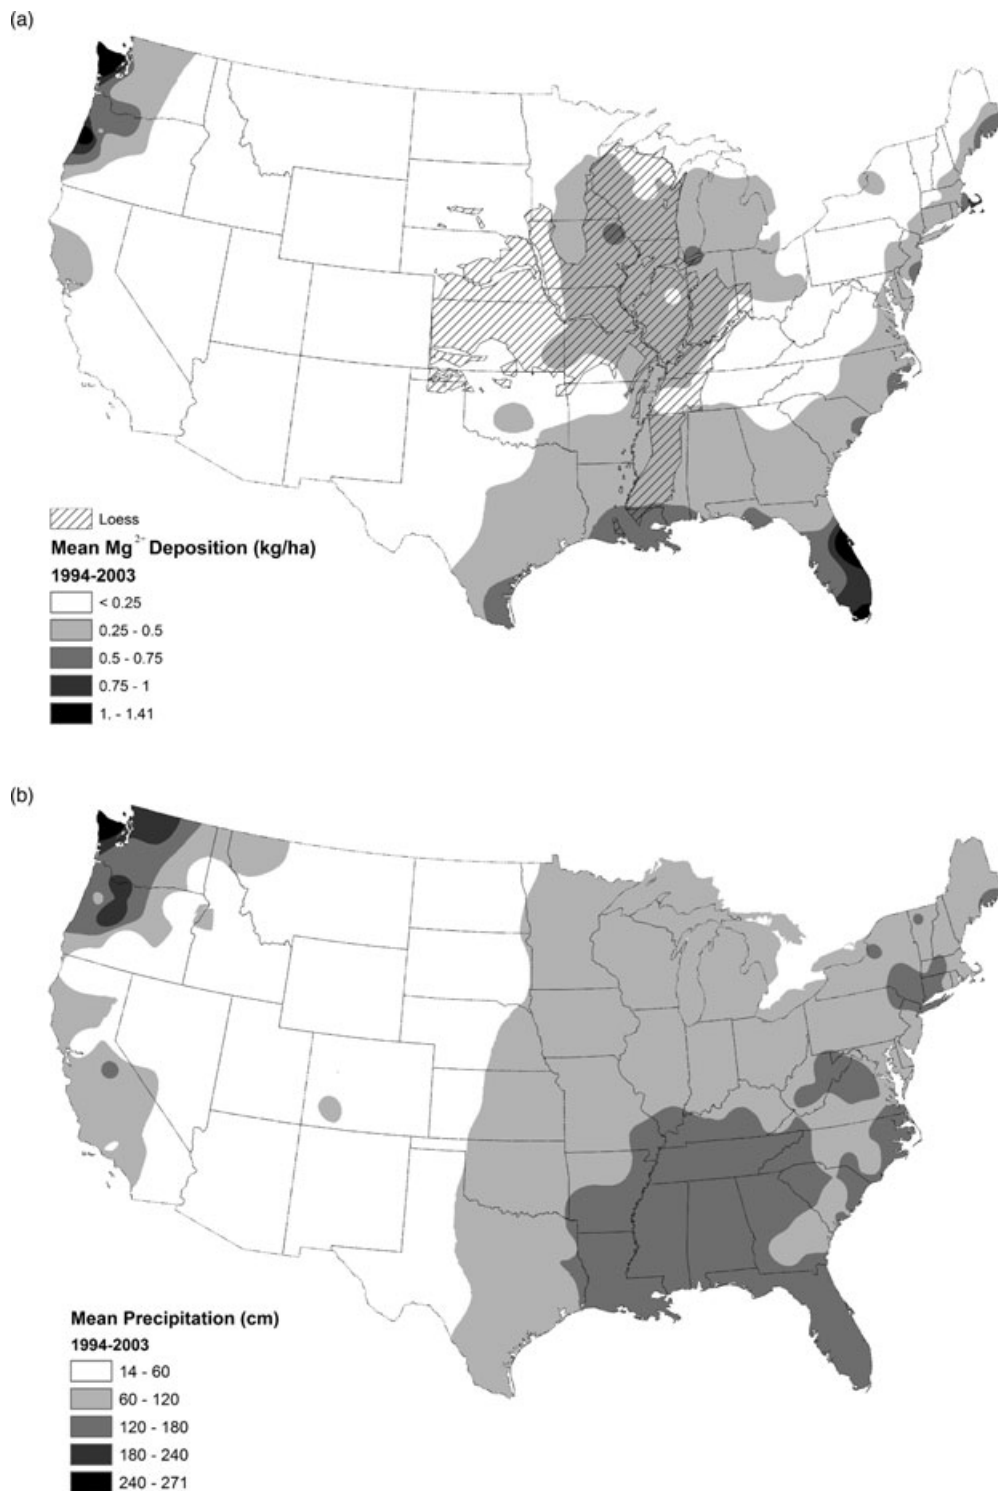 (a)
Loess
Mean Mg2+ Deposition (kg/ha)
1994-2003
< 0.25
0.25 - 0.5
0.5 - 0.75
0.75 - 1
1. - 1.41
(b)
Mean Precipitation (cm)
1994-2003
14 - 60
60 - 120
120 - 180
180 - 240
240 - 271